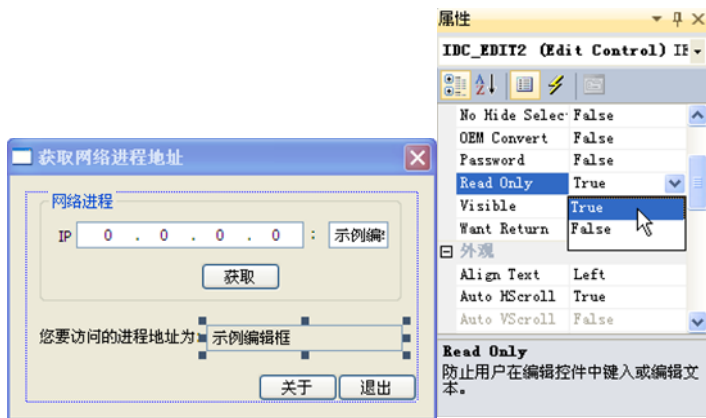 属性
IDC_EDIT2 (Edit Control) IE
No Hide Selec False
OEM Convert False
Password False
Read Only True
Visible True
Want Return False
外观
Align Text Left
Auto HScroll True
Auto VScroll False
Read Only
防止用户在编辑控件中键入或编辑文
本。
获取网络进程地址
网络进程
IP 0 . 0 . 0 . 0 : 示例编
获取
您要访问的进程地址为 示例编辑框
关于 退出